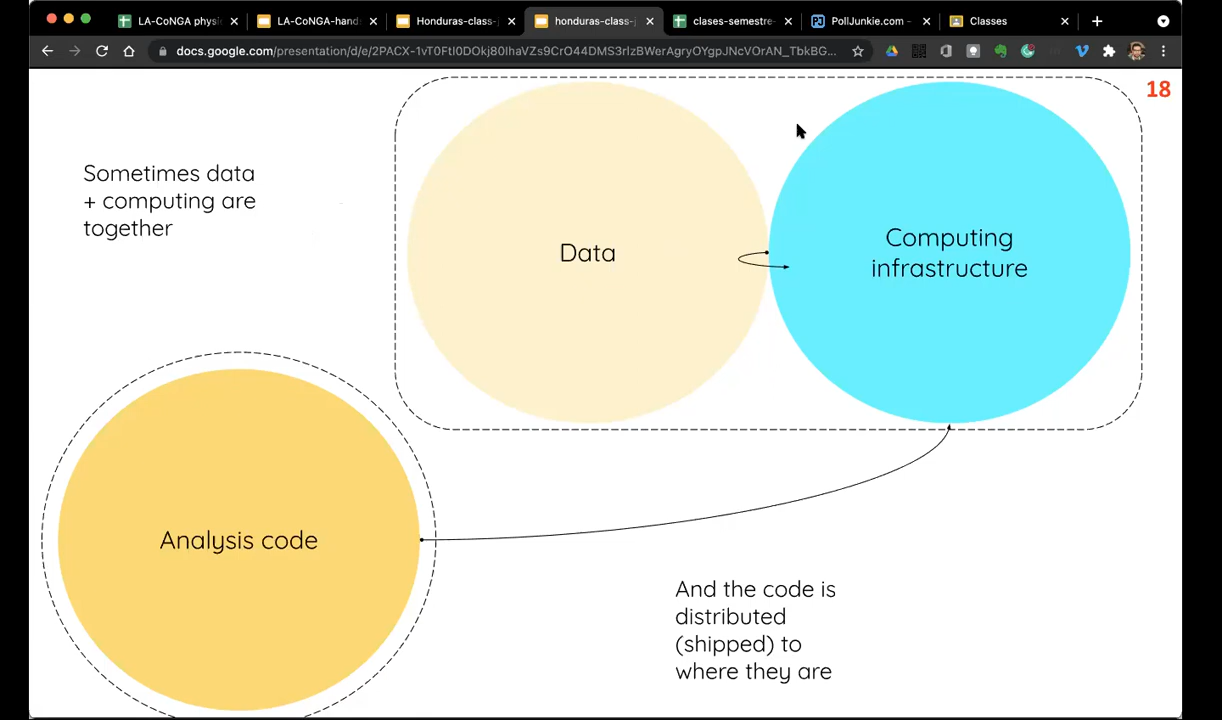 LA-CoNGA physi
LA-CoNGA-hand
Honduras-class-
honduras-class-
clases-semestre-
PollJunkie.com -
Classes
docs.google.com/presentation/d/e/2PACX-1vT0FtI0DOkj80IhaVZs9CrO44DMS3rlzBWerAgryOYgpJNcVOrAN_TbkBG...
18
Sometimes data
+ computing are
together
Data
Computing
infrastructure
Analysis code
And the code is
distributed
(shipped) to
where they are